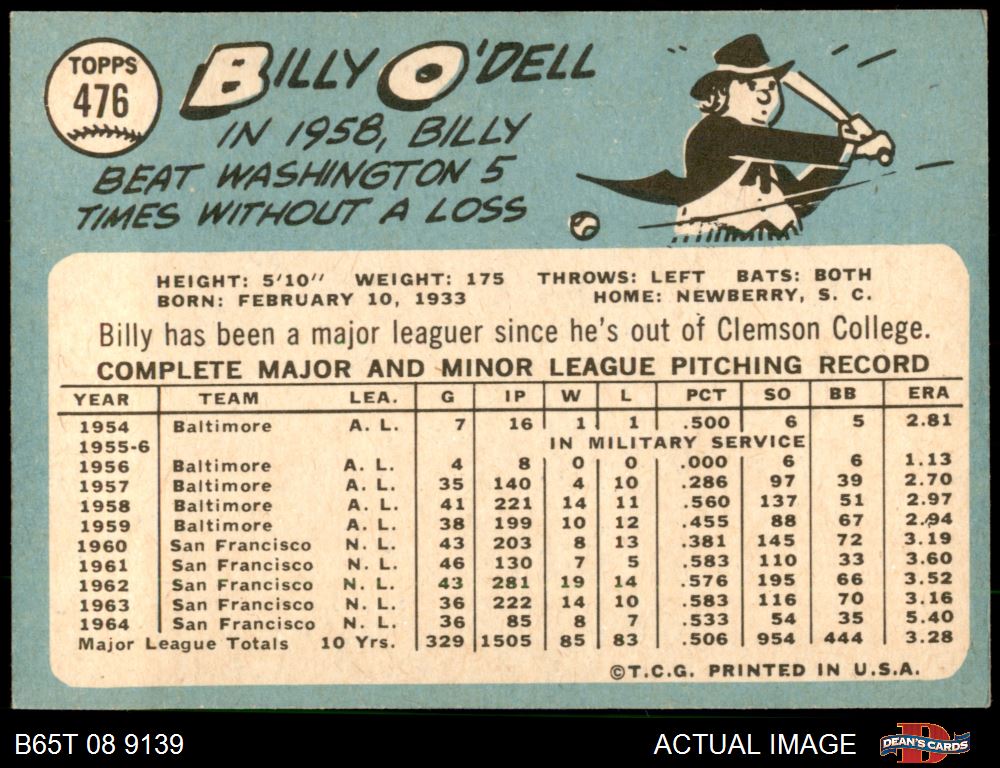 TOPPS
476
BILLY O'DELL
IN 1958, BILLY
BEAT WASHINGTON 5
TIMES WITHOUT A LOSS
HEIGHT: 5'10" WEIGHT: 175 THROWS: LEFT BATS: BOTH
BORN: FEBRUARY 10, 1933 HOME: NEWBERRY, S. C.
Billy has been a major leaguer since he's out of Clemson College.
COMPLETE MAJOR AND MINOR LEAGUE PITCHING RECORD
YEAR TEAM LEA. G IP W L PCT SO BB ERA
1954 Baltimore A. L. 7 16 1 1 .500 6 5 2.81
1955-6 IN MILITARY SERVICE
1956 Baltimore A. L. 4 8 0 0 .000 6 6 1.13
1957 Baltimore A. L. 35 140 4 10 .286 97 39 2.70
1958 Baltimore A. L. 41 221 14 11 .560 137 51 2.97
1959 Baltimore A. L. 38 199 10 12 .455 88 67 2.94
1960 San Francisco N. L. 43 203 8 13 .381 145 72 3.19
1961 San Francisco N. L. 46 130 7 5 .583 110 33 3.60
1962 San Francisco N. L. 43 281 19 14 .576 195 66 3.52
1963 San Francisco N. L. 36 222 14 10 .583 116 70 3.16
1964 San Francisco N. L. 36 85 8 7 .533 54 35 5.40
Major League Totals 10 Yrs. 329 1505 85 83 .506 954 444 3.28
©T.C.G. PRINTED IN U.S.A.
B65T 08 9139 ACTUAL IMAGE
D
DEAN'S CARDS